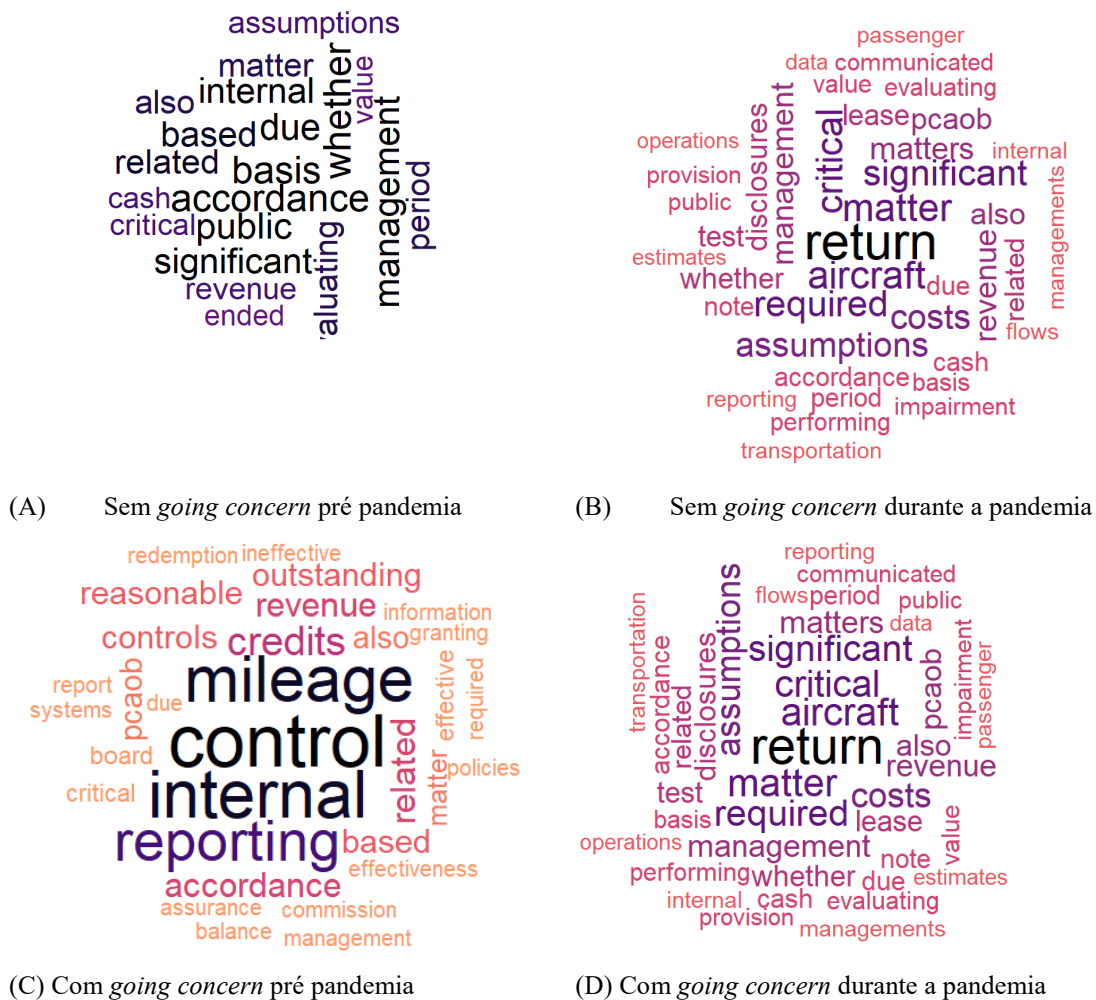 assumptions
matter
internal
whether
value
also
based
due
related
basis
management
period
cash
accordance
critical
public
significant
valuating
revenue
ended
(A) Sem going concern pré pandemia
passenger
data communicated
value evaluating
disclosures
management
critical
lease pcaob
operations
matters internal
provision
significant
public
matter also
managements
test
return
estimates
whether
aircraft due
revenue
related
note required costs
flows
assumptions
cash
accordance basis
reporting period impairment
performing
transportation
(B) Sem going concern durante a pandemia
redemption ineffective
outstanding
reasonable
revenue information
controls credits also granting
mileage
effective
required
report
pcaob
due
systems
control
related
board
matter
policies
critical
internal
reporting based
effectiveness
accordance
assurance commission
balance management
(C) Com going concern pré pandemia
reporting
communicated
assumptions
flows period public
transportation
matters data
accordance
related
disclosures
significant
pcaob
impairment
passenger
critical
aircraft
return also
revenue
test
matter costs
basis required lease
value
operations management note
performing whether due estimates
internal cash evaluating
provision managements
(D) Com going concern durante a pandemia